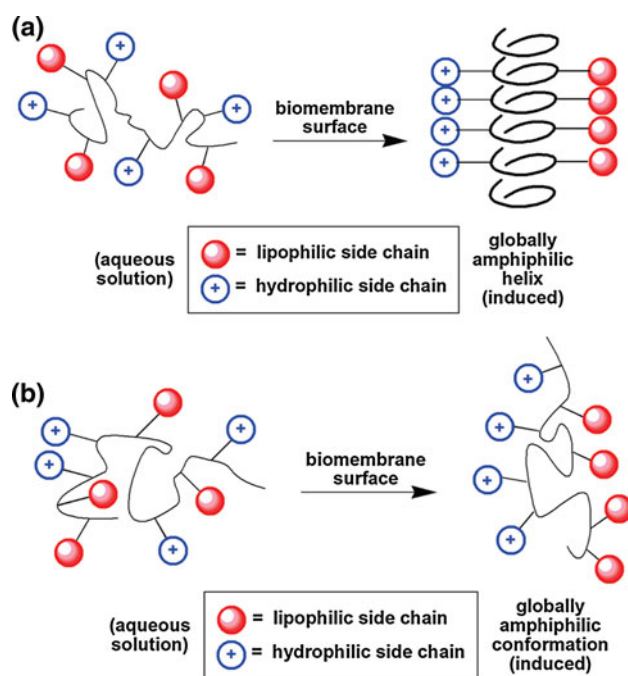 (a)
+
+
+
+
biomembrane
surface
+
+
+
+
(aqueous
solution)
= lipophilic side chain
+ = hydrophilic side chain
globally
amphiphilic
helix
(induced)
(b)
+
+
+
+
biomembrane
surface
+
+
+
+
(aqueous
solution)
= lipophilic side chain
+ = hydrophilic side chain
globally
amphiphilic
conformation
(induced)